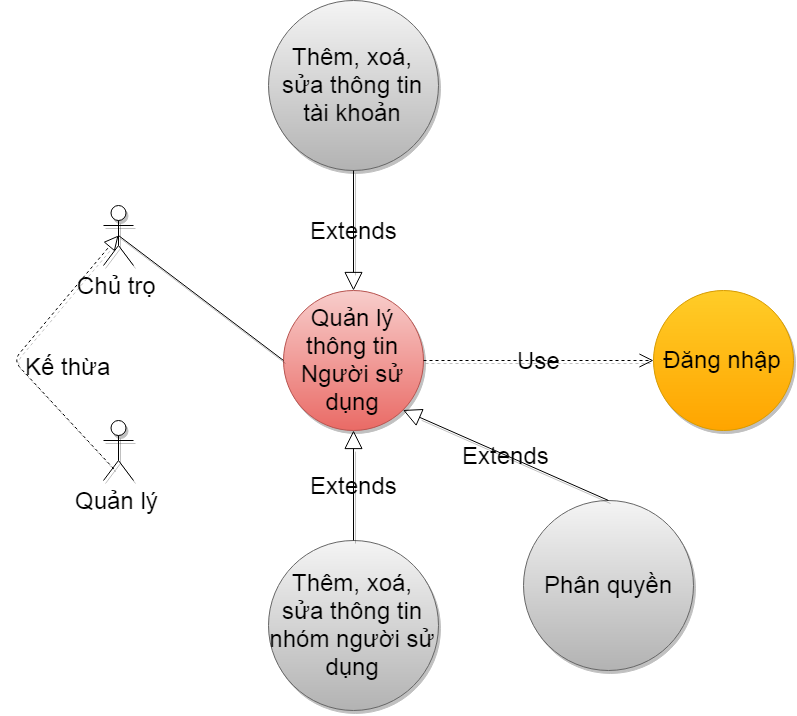 Thêm, xoá,
sửa thông tin
tài khoản
Extends
Chủ trọ
Kế thừa
Quản lý
Quản lý
thông tin
Người sử
dụng
Use
Đăng nhập
Extends
Extends
Thêm, xoá,
sửa thông tin
nhóm người sử
dụng
Phân quyền